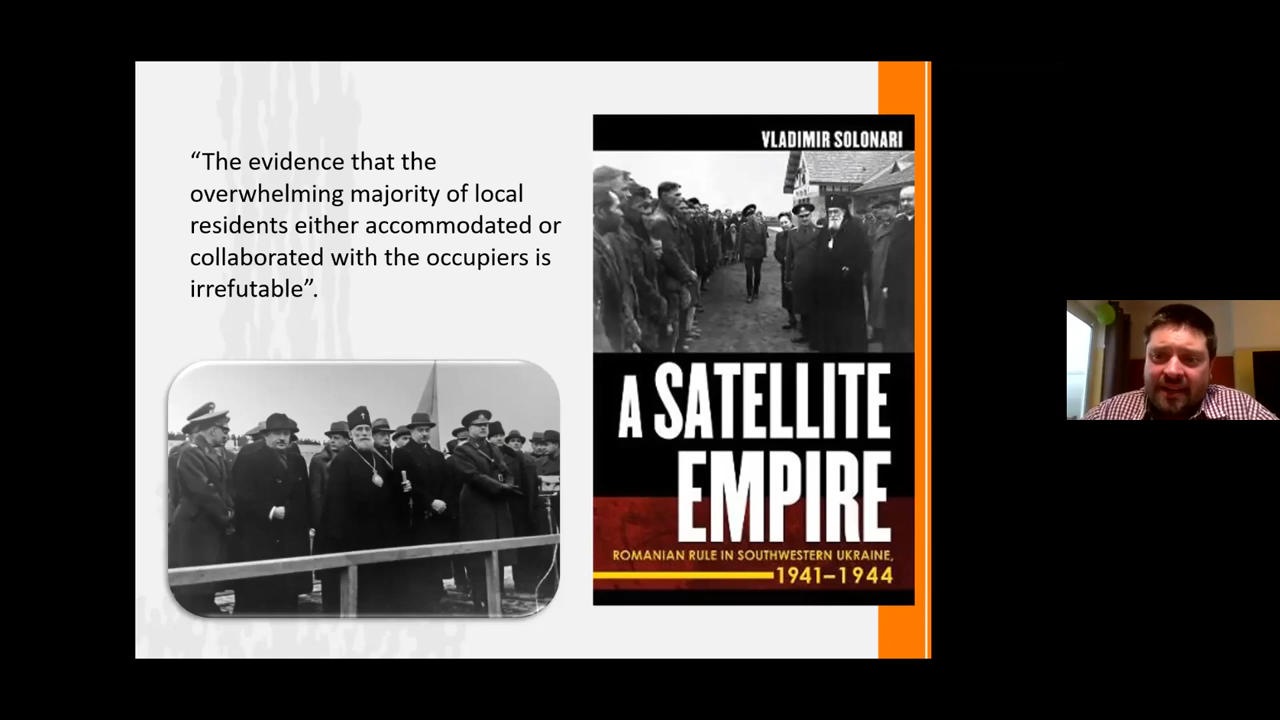 “The evidence that the
overwhelming majority of local
residents either accommodated or
collaborated with the occupiers is
irrefutable”.
VLADIMIR SOLONARI
A SATELLITE
EMPIRE
ROMANIAN RULE IN SOUTHWESTERN UKRAINE,
1941–1944